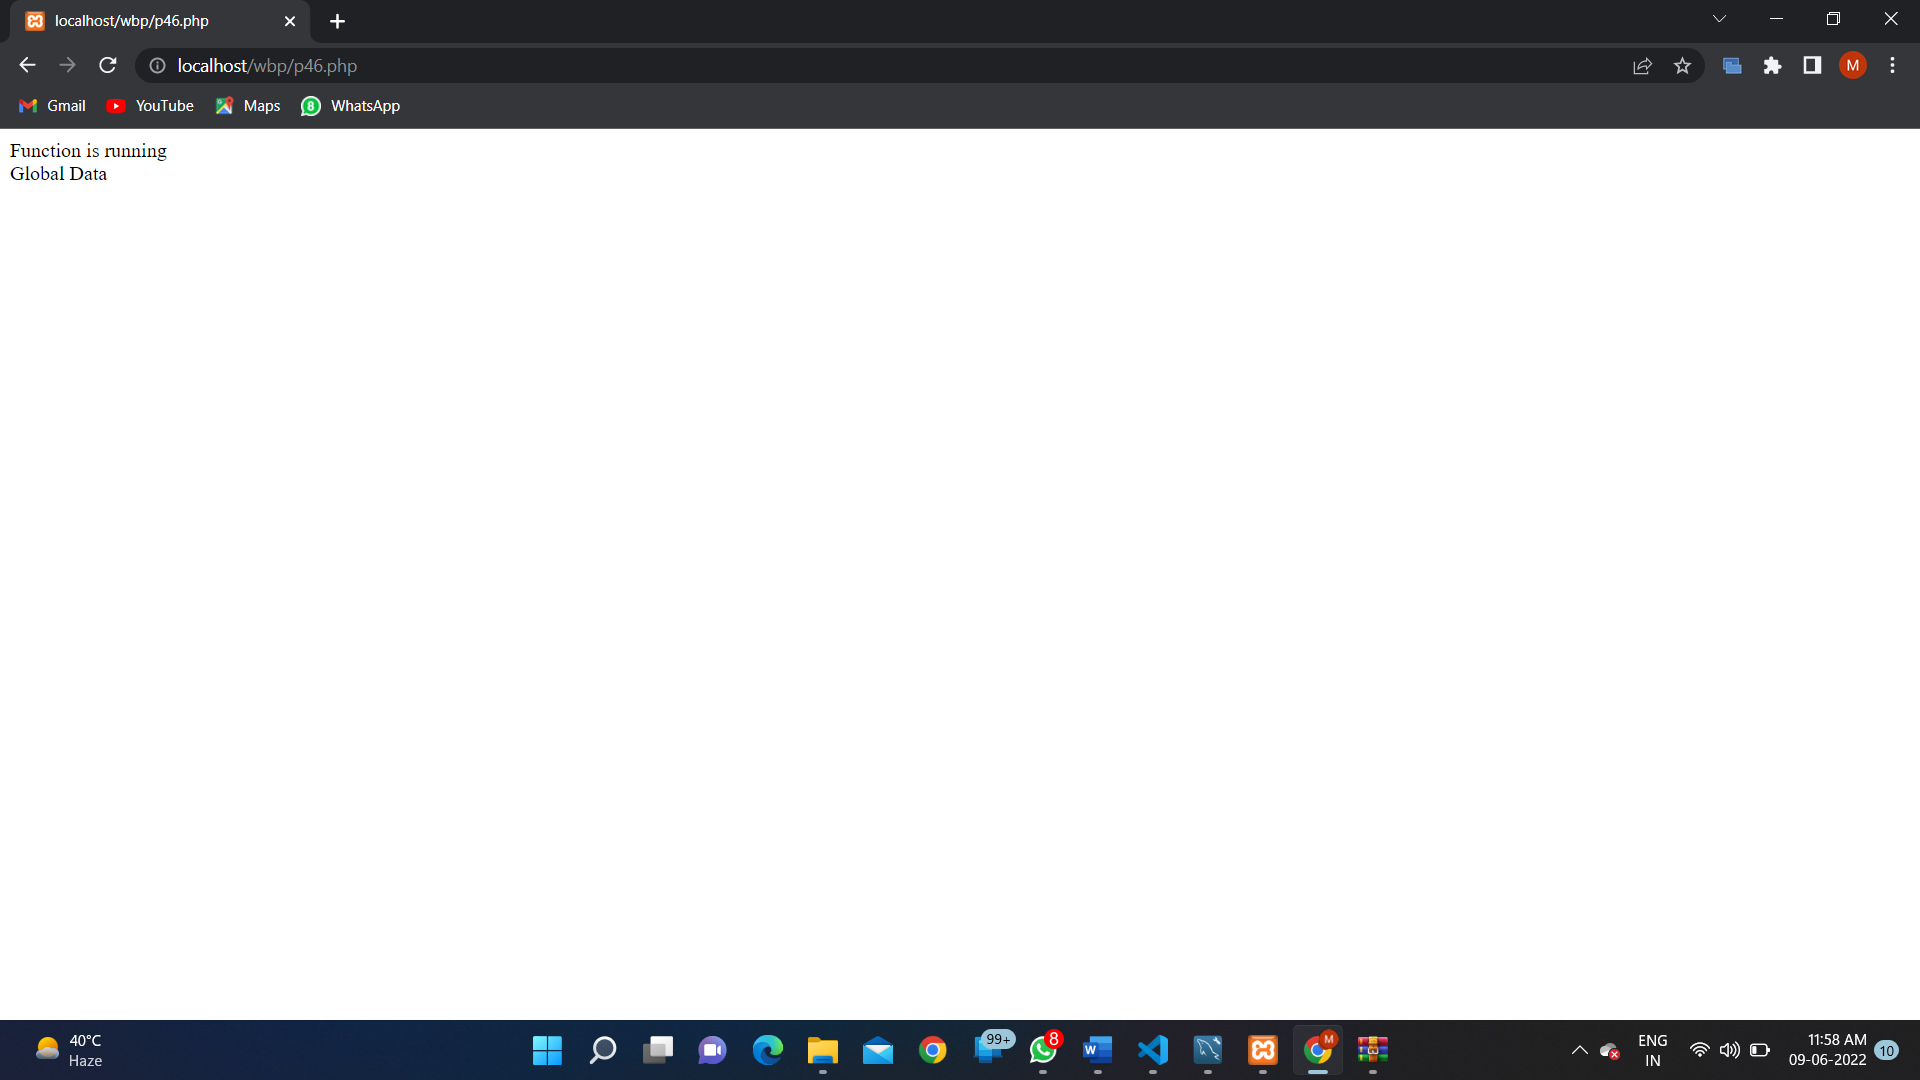 localhost/wbp/p46.php
localhost/wbp/p46.php
M
Gmail
YouTube
Maps
8
WhatsApp
Function is running
Global Data
40°C
Haze
99+
8
W
M
ENG
IN
11:58 AM
09-06-2022
10